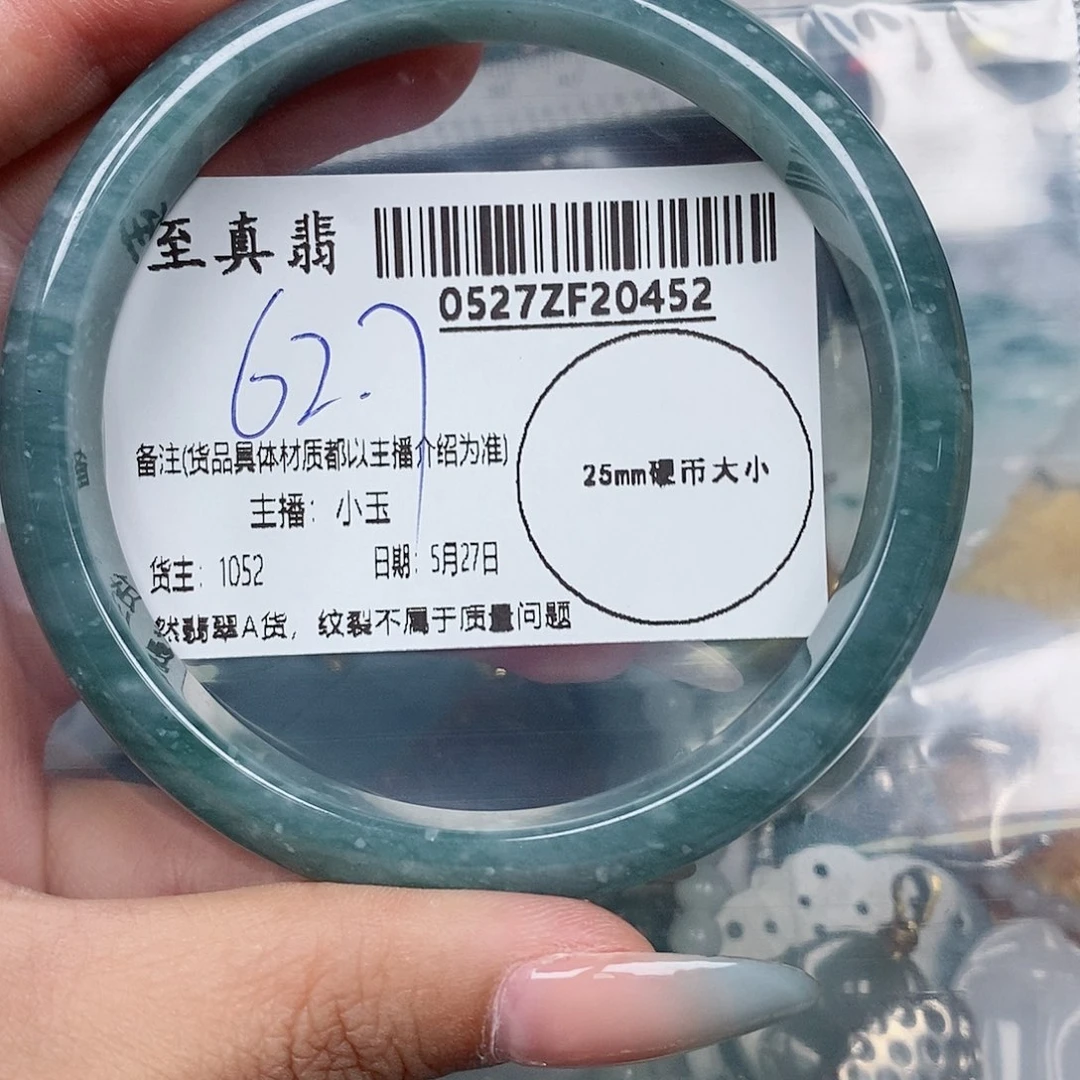 至真翡
0527ZF20452
62.7
备注(货品具体材质都以主播介绍为准)
主播：小玉
货主：1052
日期：5月27日
25mm硬币大小
然翡翠A货，纹裂不属于质量问题